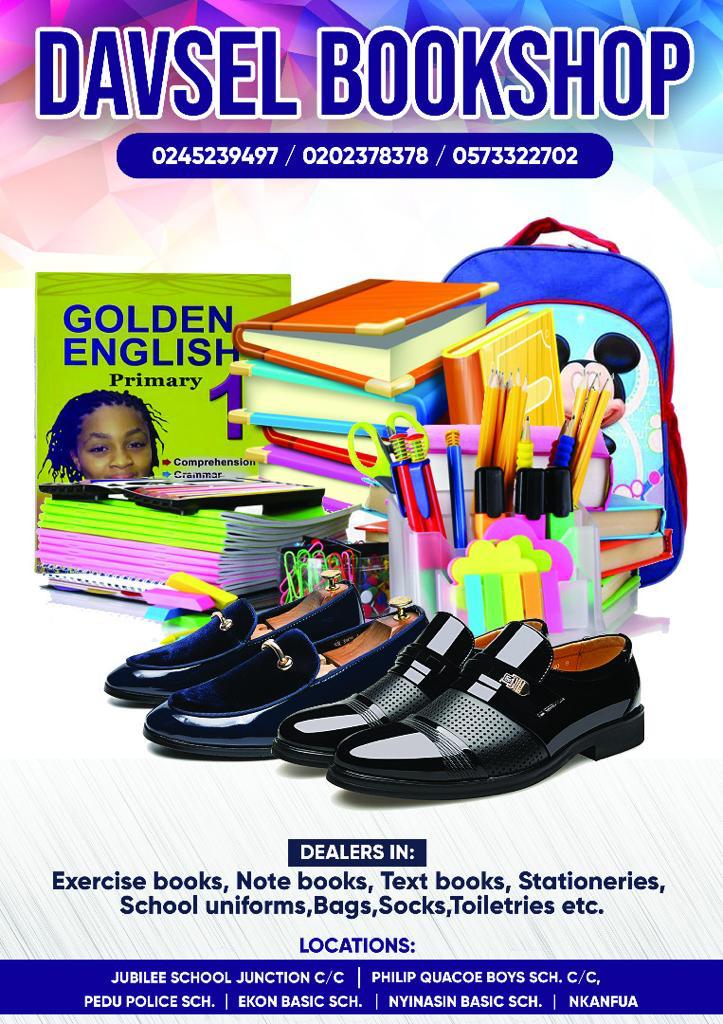 DAVSEL BOOKSHOP
0245239497 / 0202378378 / 0573322702
GOLDEN
ENGLISH
Primary
1
Comprehension
Grammar
DEALERS IN:
Exercise books, Note books, Text books, Stationeries,
School uniforms,Bags,Socks,Toiletries etc.
LOCATIONS:
JUBILEE SCHOOL JUNCTION C/C | PHILIP QUACOE BOYS SCH. C/C,
PEDU POLICE SCH. | EKON BASIC SCH. | NYINASIN BASIC SCH. | NKANFUA